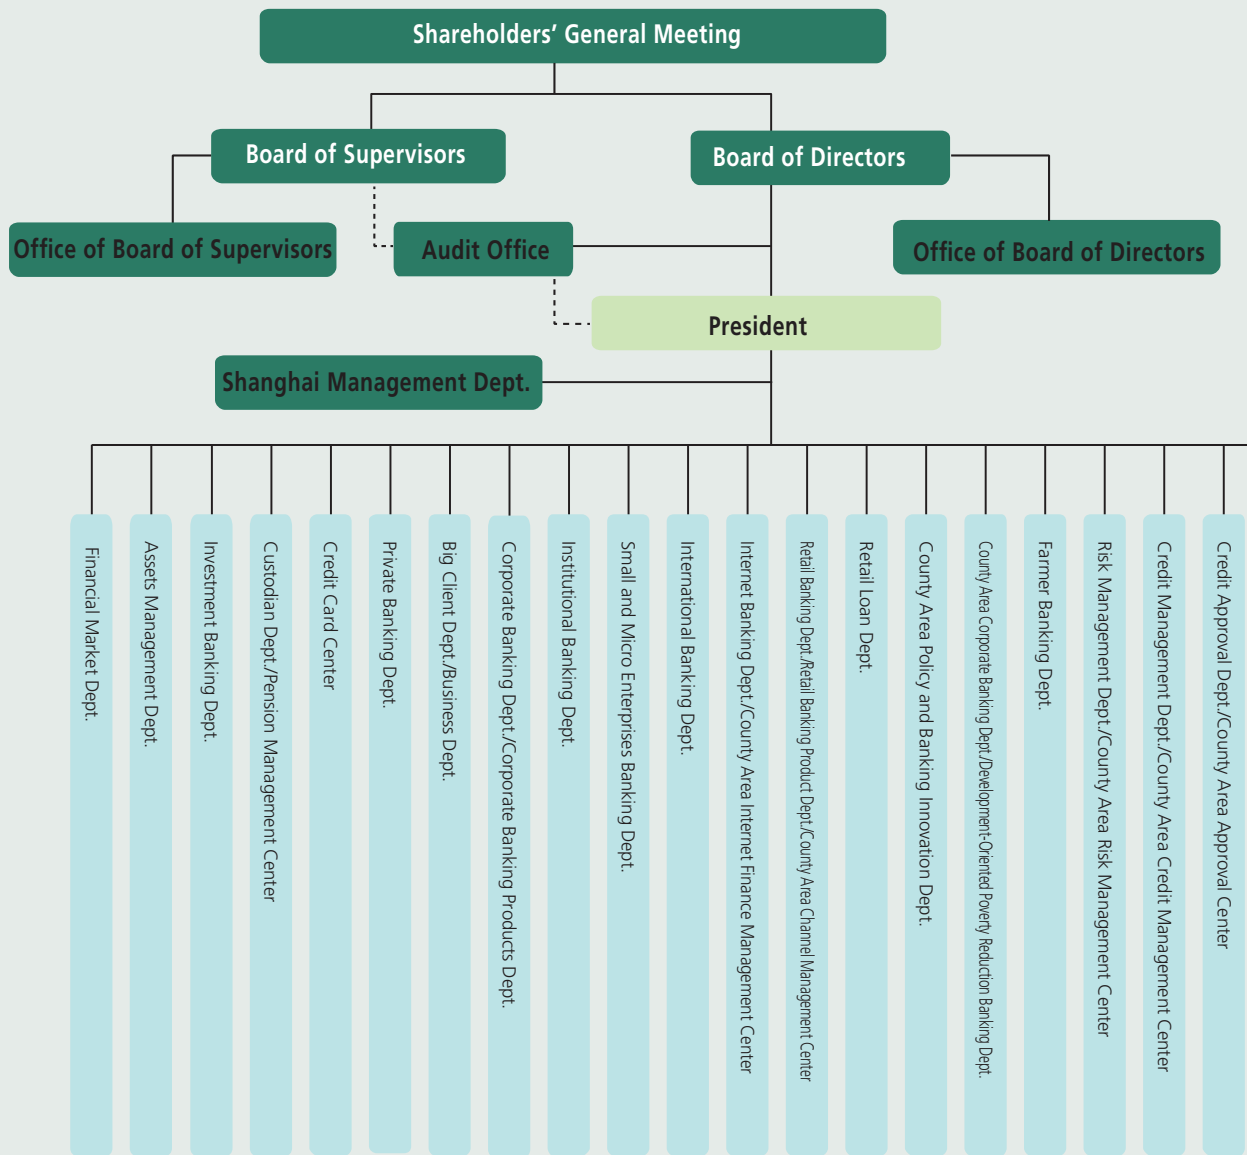 Shareholders’ General Meeting
Board of Supervisors
Board of Directors
Office of Board of Supervisors
Audit Office
Office of Board of Directors
President
Shanghai Management Dept.
Financial Market Dept.
Assets Management Dept.
Investment Banking Dept.
Custodian Dept./Pension Management Center
Credit Card Center
Private Banking Dept.
Big Client Dept./Business Dept.
Corporate Banking Dept./Corporate Banking Products Dept.
Institutional Banking Dept.
Small and Micro Enterprises Banking Dept.
International Banking Dept.
Internet Banking Dept./County Area Internet Finance Management Center
Retail Banking Dept./Retail Banking Product Dept./County Area Channel Management Center
Retail Loan Dept.
County Area Policy and Banking Innovation Dept.
County Area Corporate Banking Dept./Development-Oriented Poverty Reduction Banking Dept.
Farmer Banking Dept.
Risk Management Dept./County Area Risk Management Center
Credit Management Dept./County Area Credit Management Center
Credit Approval Dept./County Area Approval Center